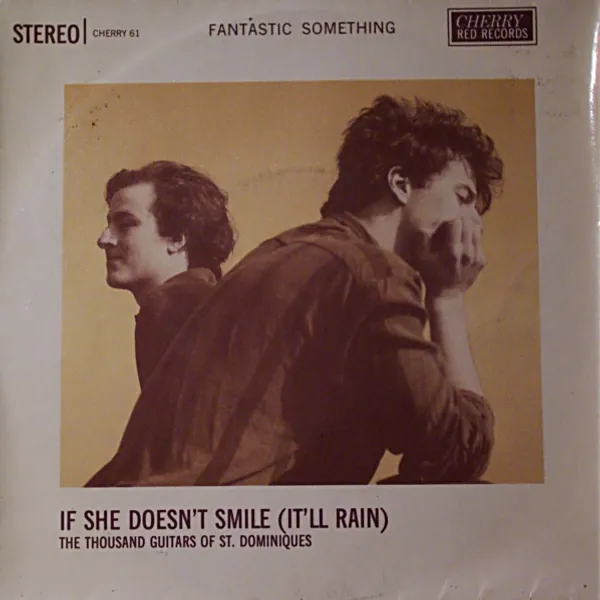 STEREO CHERRY 61 FANTASTIC SOMETHING CHERRY
RED RECORDS
IF SHE DOESN'T SMILE (IT'LL RAIN)
THE THOUSAND GUITARS OF ST. DOMINIQUES